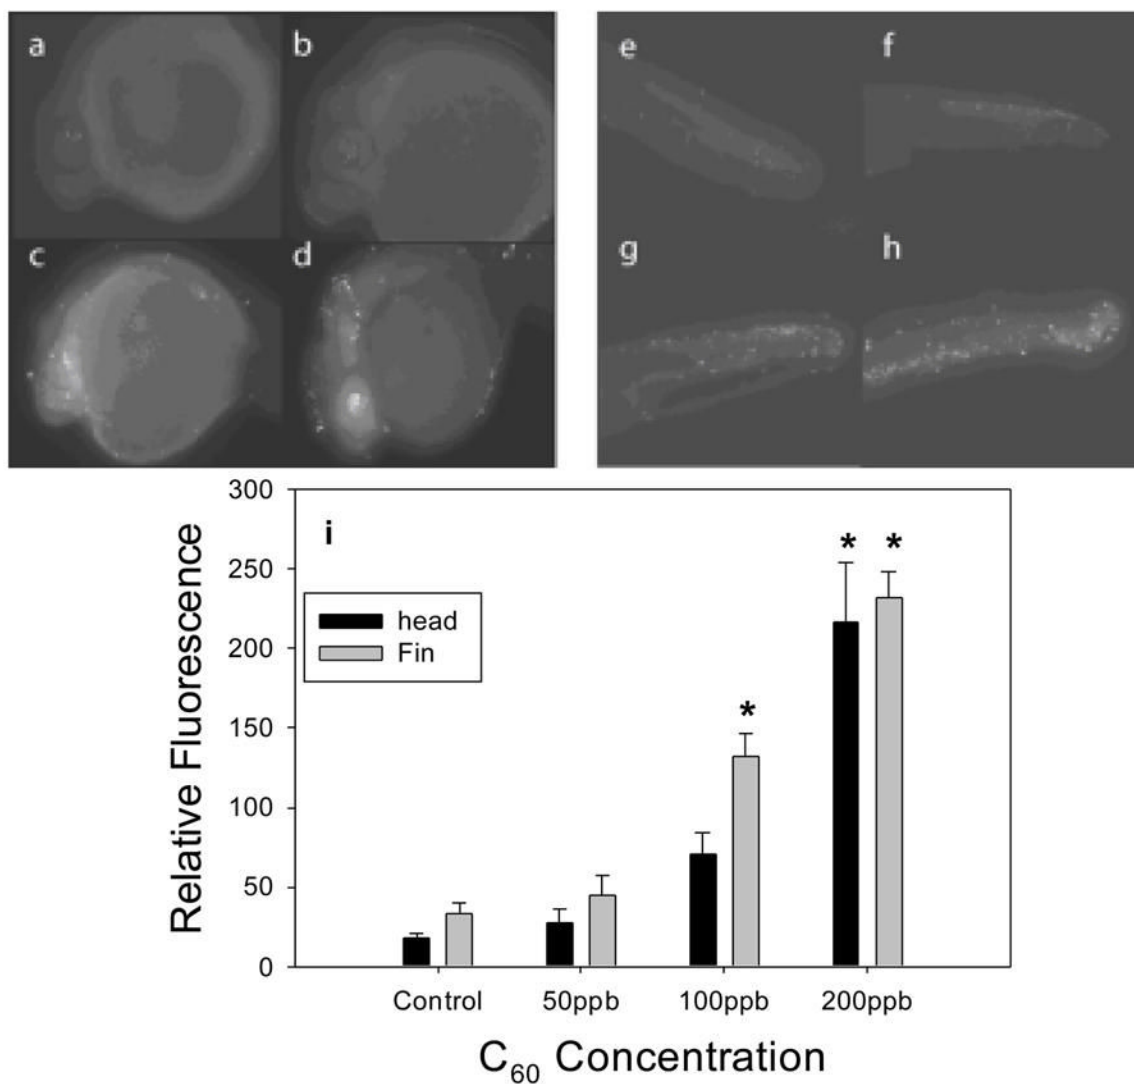 a
b
e
f
c
d
g
h
i
300
250
200
150
100
50
0
Relative Fluorescence
head
Fin
*
*
*
Control
50ppb
100ppb
200ppb
C₆₀ Concentration